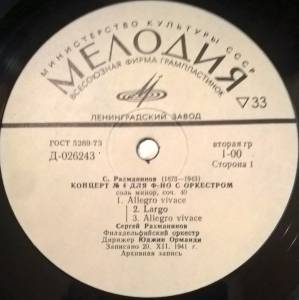 МИНИСТЕРСТВО КУЛЬТУРЫ СССР
МЕЛОДИЯ
ВСЕСОЮЗНАЯ ФИРМА ГРАМПЛАСТИНОК
33
ЛЕНИНГРАДСКИЙ ЗАВОД
ГОСТ 5289-73
Д-026243
вторая гр
1-00
Сторона 1
С. Рахманинов (1873-1943)
КОНЦЕРТ № 4 ДЛЯ Ф-НО С ОРКЕСТРОМ
соль минор, соч. 40
1. Allegro vivace
2. Largo
3. Allegro vivace
Сергей Рахманинов
Филадельфийский оркестр
Дирижер Юджин Орманди
Записано 20. XII. 1941 г.
Архивная запись